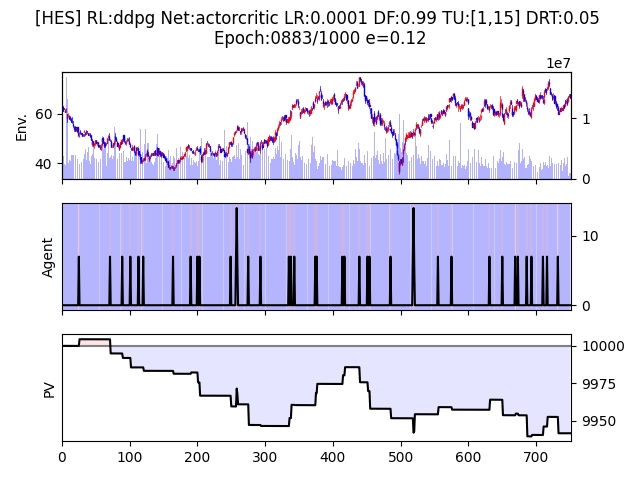 [HES] RL:ddpg Net:actorcritic LR:0.0001 DF:0.99 TU:[1,15] DRT:0.05
Epoch:0883/1000 e=0.12
1e7
Env.
60
40
1
0
Agent
10
0
PV
10000
9975
9950
0 100 200 300 400 500 600 700